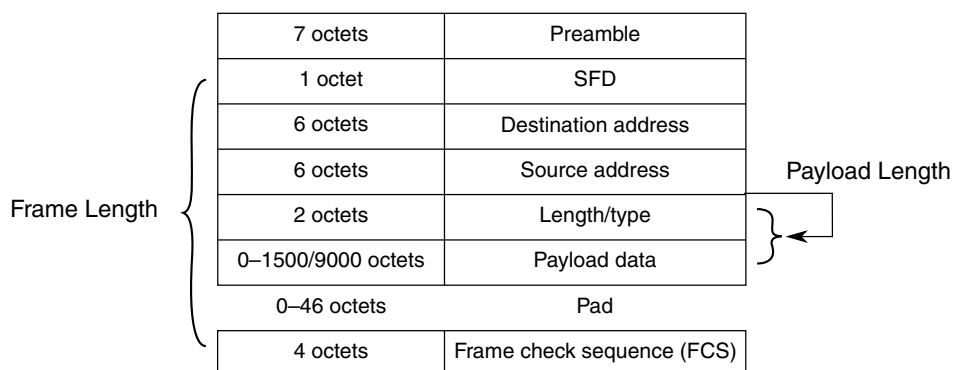 7 octets Preamble
1 octet SFD
6 octets Destination address
6 octets Source address
Payload Length
Frame Length
2 octets Length/type
0–1500/9000 octets Payload data
0–46 octets Pad
4 octets Frame check sequence (FCS)